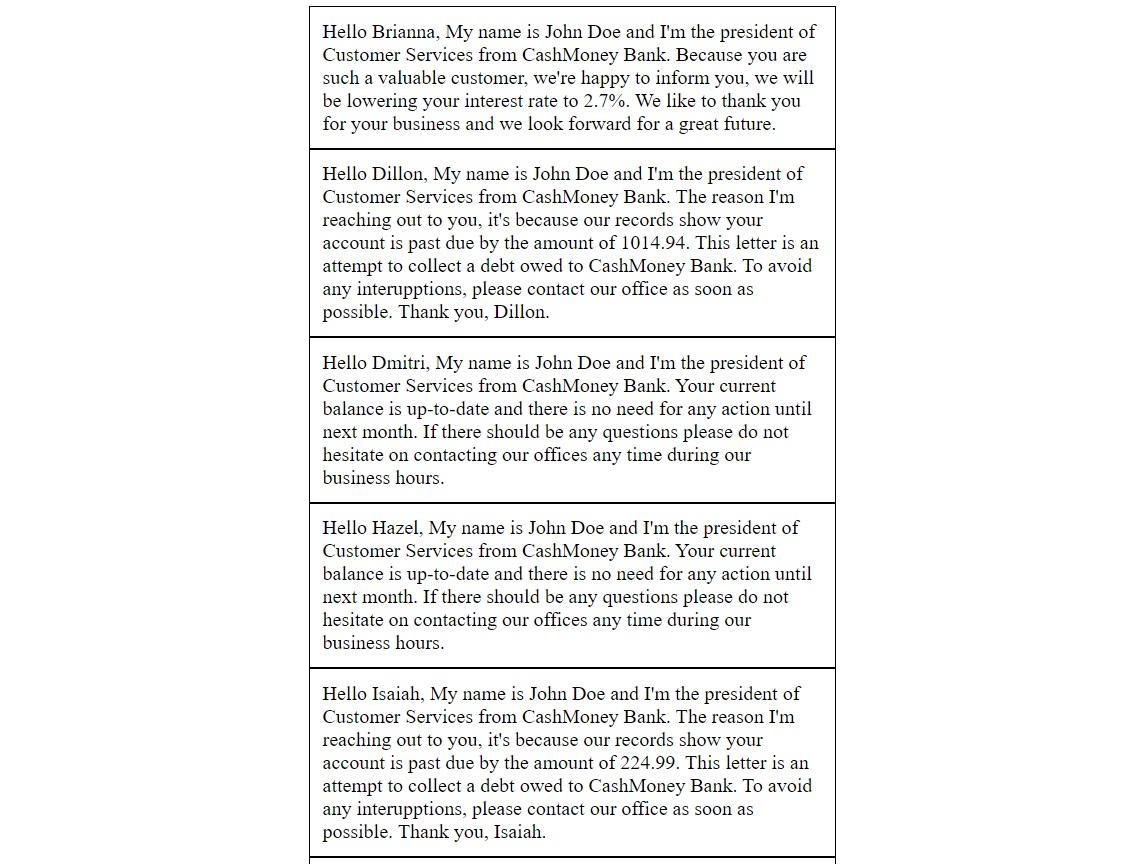 Hello Brianna, My name is John Doe and I'm the president of
Customer Services from CashMoney Bank. Because you are
such a valuable customer, we're happy to inform you, we will
be lowering your interest rate to 2.7%. We like to thank you
for your business and we look forward for a great future.
Hello Dillon, My name is John Doe and I'm the president of
Customer Services from CashMoney Bank. The reason I'm
reaching out to you, it's because our records show your
account is past due by the amount of 1014.94. This letter is an
attempt to collect a debt owed to CashMoney Bank. To avoid
any interupptions, please contact our office as soon as
possible. Thank you, Dillon.
Hello Dmitri, My name is John Doe and I'm the president of
Customer Services from CashMoney Bank. Your current
balance is up-to-date and there is no need for any action until
next month. If there should be any questions please do not
hesitate on contacting our offices any time during our
business hours.
Hello Hazel, My name is John Doe and I'm the president of
Customer Services from CashMoney Bank. Your current
balance is up-to-date and there is no need for any action until
next month. If there should be any questions please do not
hesitate on contacting our offices any time during our
business hours.
Hello Isaiah, My name is John Doe and I'm the president of
Customer Services from CashMoney Bank. The reason I'm
reaching out to you, it's because our records show your
account is past due by the amount of 224.99. This letter is an
attempt to collect a debt owed to CashMoney Bank. To avoid
any interupptions, please contact our office as soon as
possible. Thank you, Isaiah.